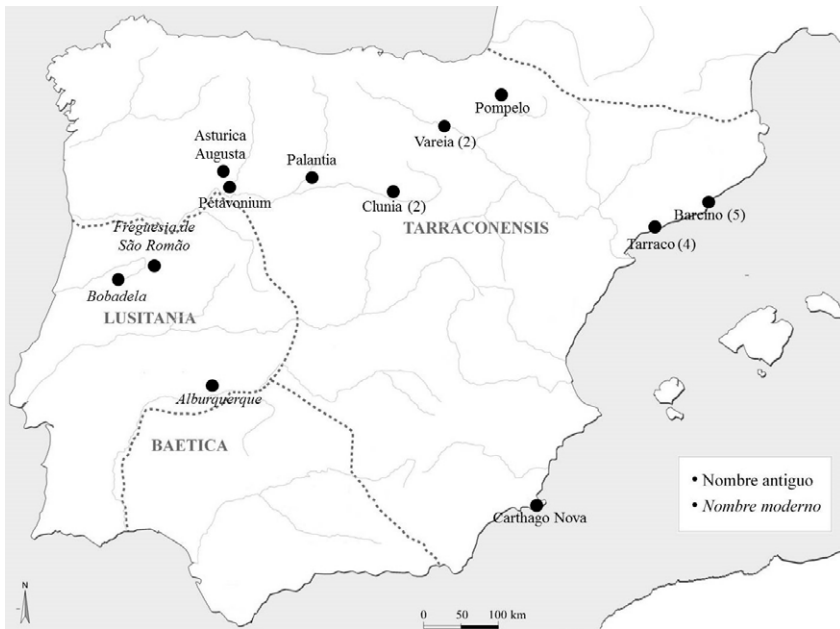 Pompelo
Vareia (2)
Asturica
Augusta
Palantia
Petavonium
Clunia (2)
Barcino (5)
Tarraco (4)
TARRACONENSIS
Freguesia de
São Romão
Bobadela
LUSITANIA
Alburquerque
BAETICA
• Nombre antiguo
• Nombre moderno
Carthago Nova
N
0 50 100 km